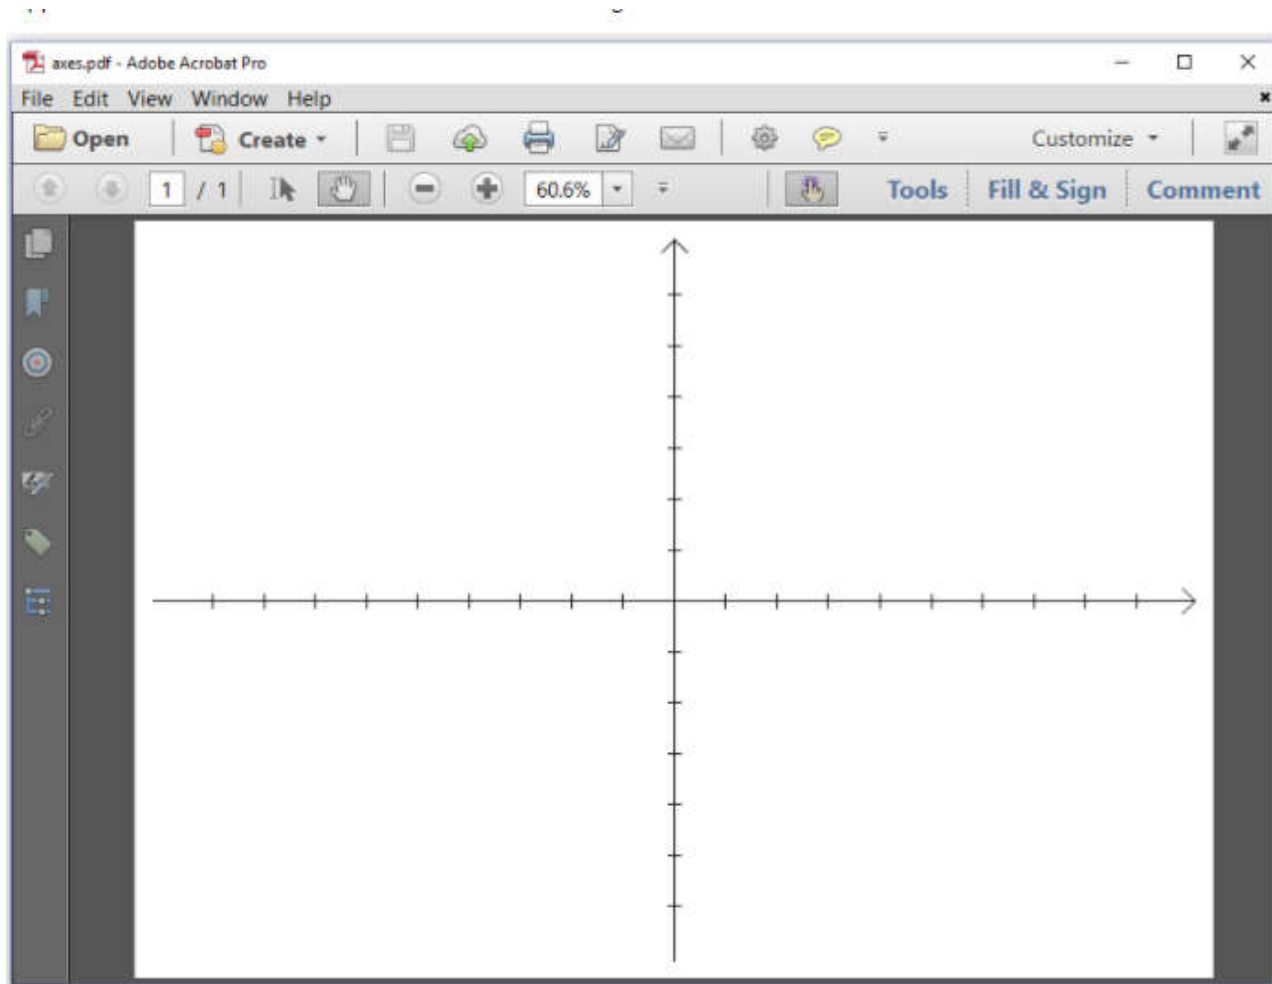 axes.pdf - Adobe Acrobat Pro
File Edit View Window Help
Open Create Customize
1 / 1 60.6% Tools Fill & Sign Comment